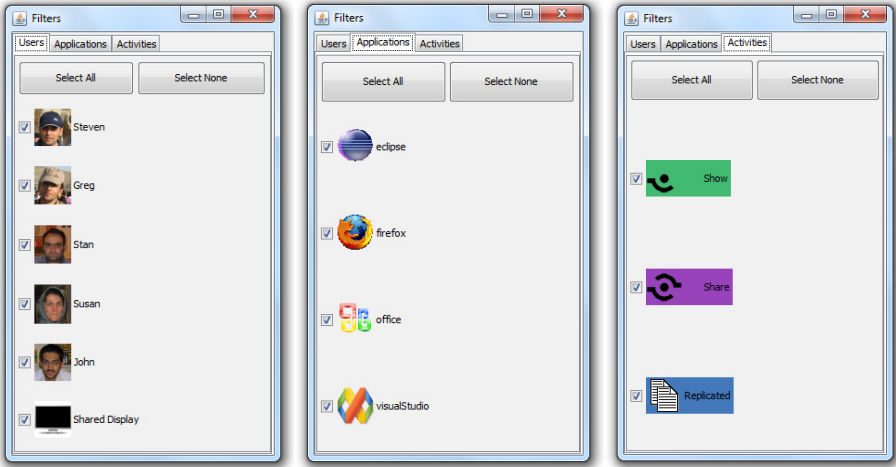 Filters
Users Applications Activities
Select All Select None
Steven
Greg
Stan
Susan
John
Shared Display
Filters
Users Applications Activities
Select All Select None
eclipse
firefox
office
visualStudio
Filters
Users Applications Activities
Select All Select None
Show
Share
Replicated